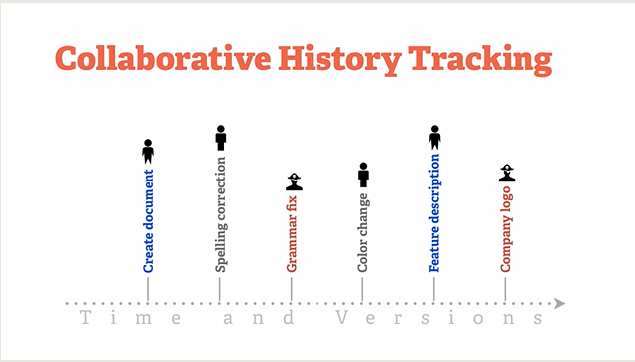 Collaborative History Tracking
Create document
Spelling correction
Grammar fix
Color change
Feature description
Company logo
Time and Versions